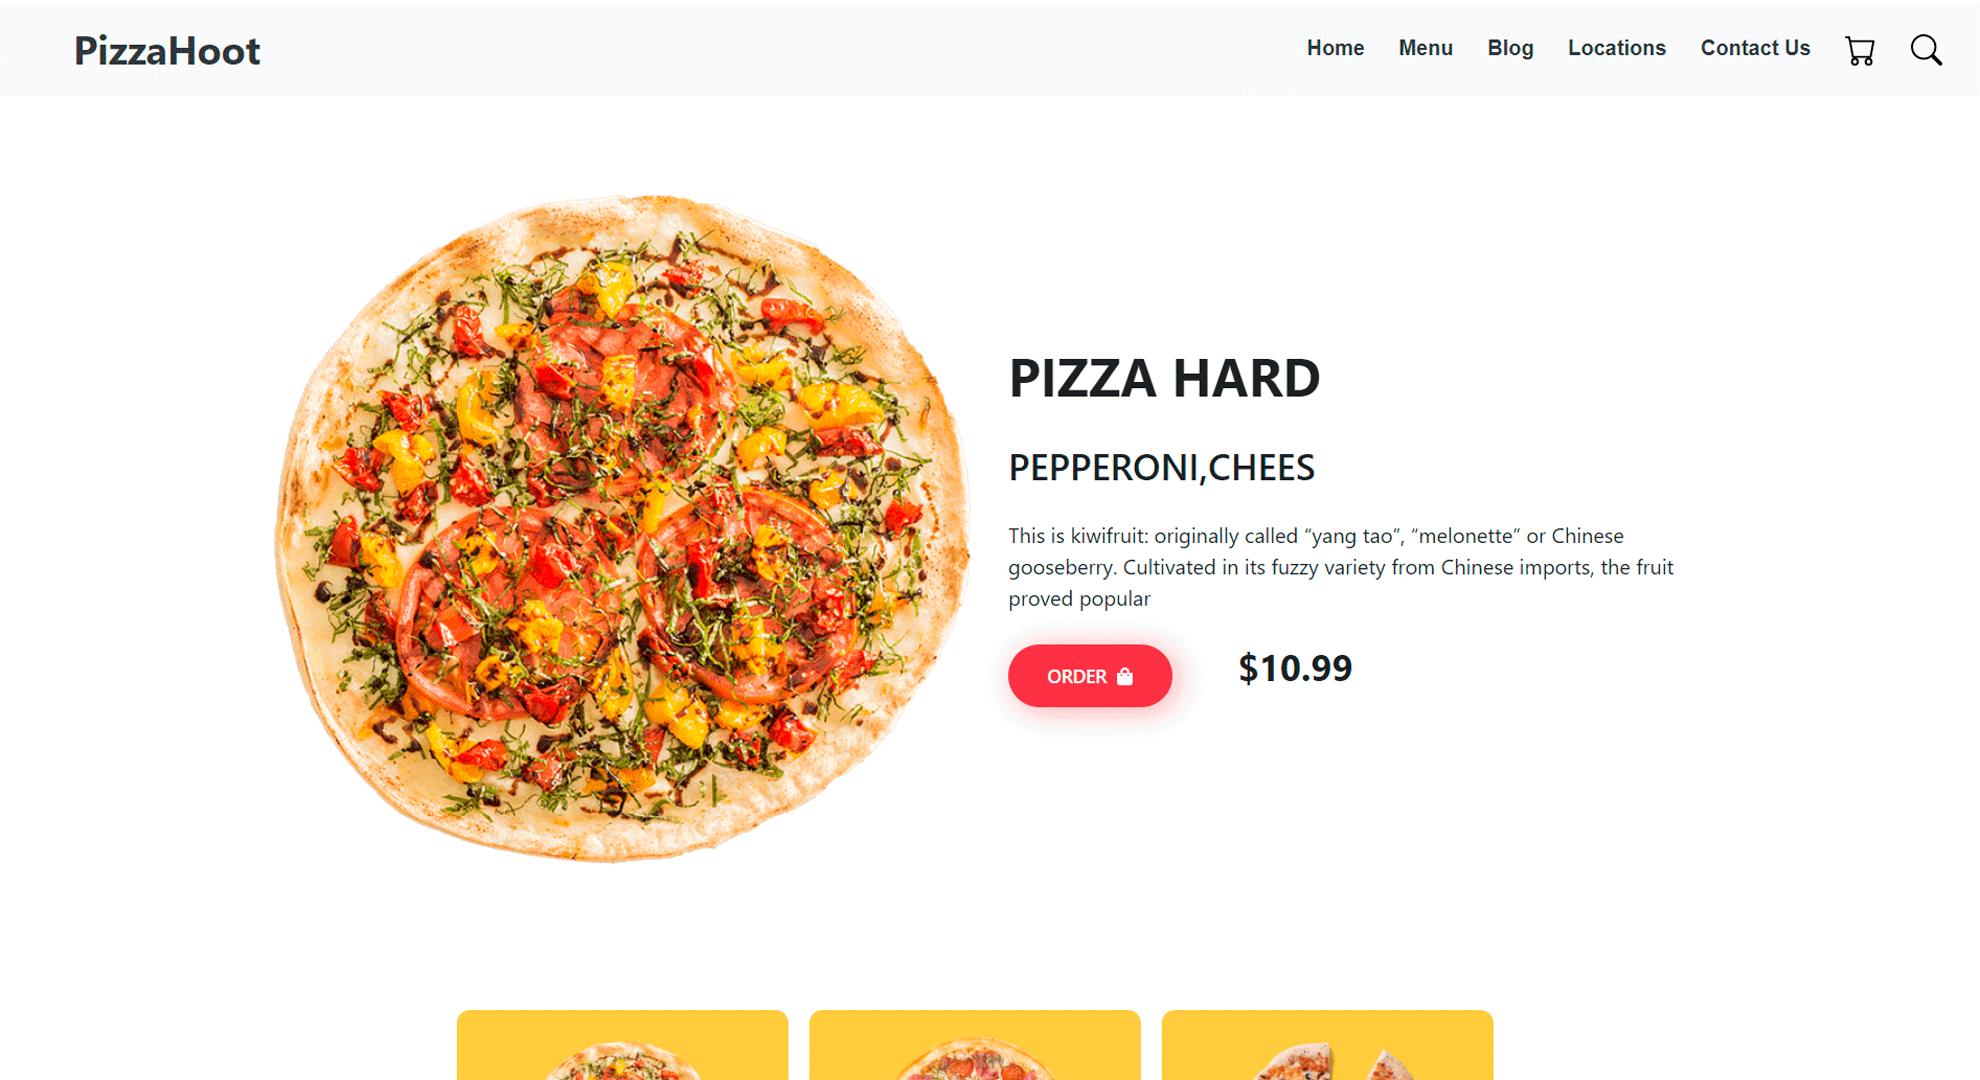 PizzaHoot
Home Menu Blog Locations Contact Us
PIZZA HARD
PEPPERONI,CHEES
This is kiwifruit: originally called “yang tao”, “melonette” or Chinese
gooseberry. Cultivated in its fuzzy variety from Chinese imports, the fruit
proved popular
ORDER $10.99